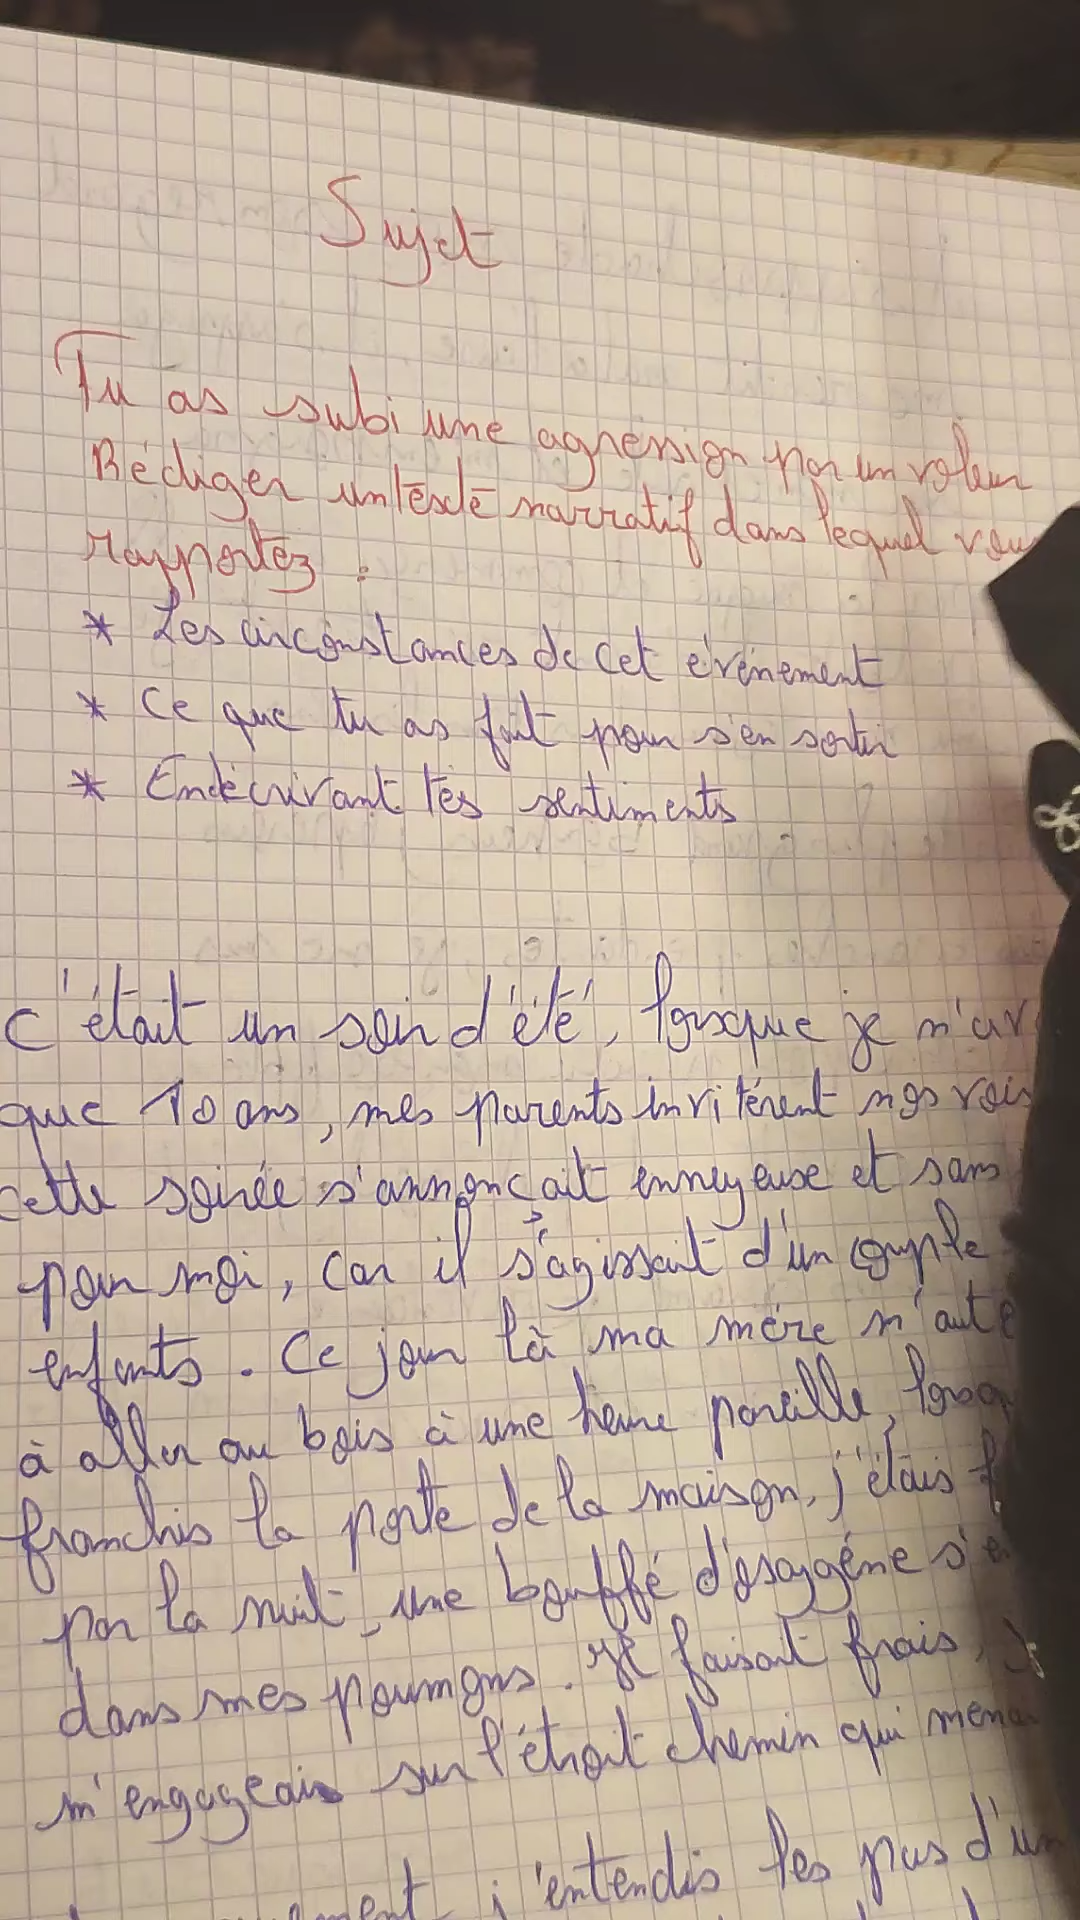 Sujet
Tu as subi une agréssion par un voleur
Rédiger un texte narratif dans lequel vous
rapportez :
* Les circonstances de cet événement
* Ce que tu as fait pour s'en sortir
* En décrivant tes sentiments
C'était un soir d'été, lorsque je n'av
que 10 ans, mes parents invitérent nos vois
cette soirée s'annonçait ennuyeuse et sans
pour moi, car il s'agissait d'un couple
enfants. Ce jour là ma mère n'auto
à aller au bois à une heure pareille, lorsq
franchis la porte de la maison, j'étais f
par la nuit, une bouffé d'oxygéne s'e
dans mes poumons. Il faisait frais, j
m'engageais sur l'étroit chemin qui mena
j'entendis les pas d'un